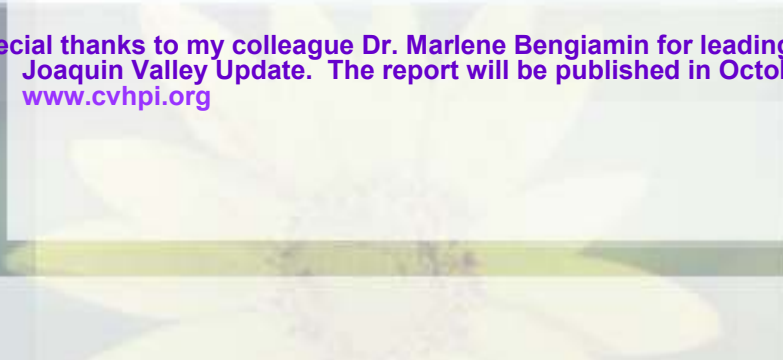 ecial thanks to my colleague Dr. Marlene Bengiamin for leading
Joaquin Valley Update. The report will be published in Octo
www.cvhpi.org